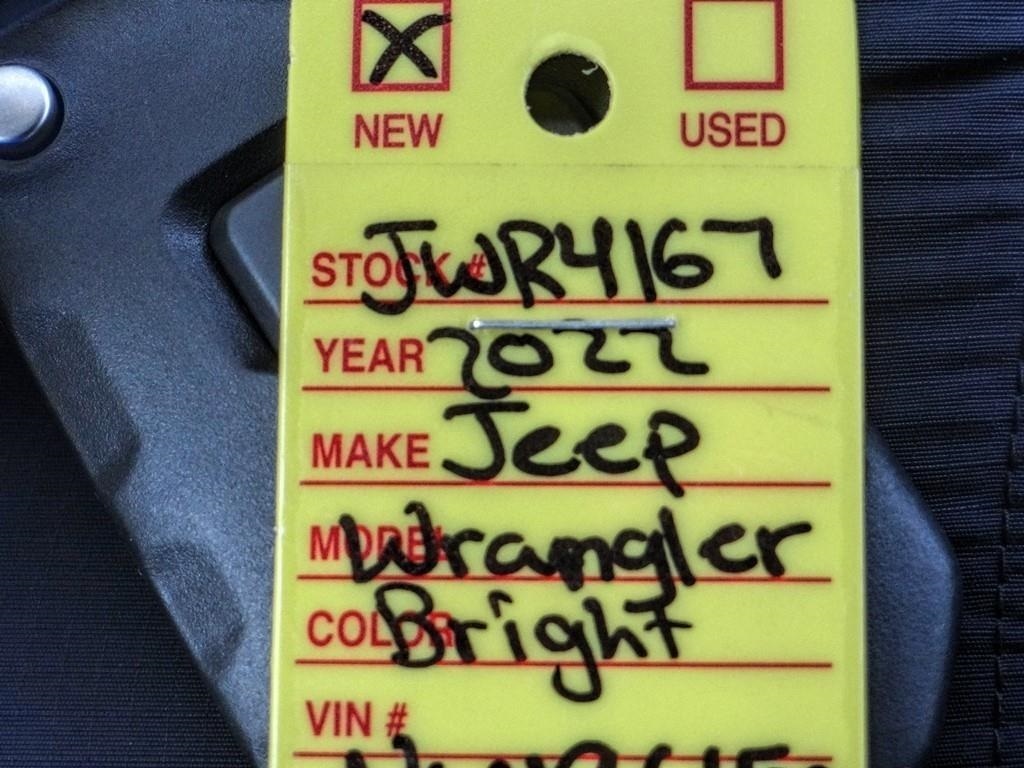 X
NEW USED
STOCK # JWR4167
YEAR 2022
MAKE Jeep
MODEL Wrangler
COLOR Bright
VIN #